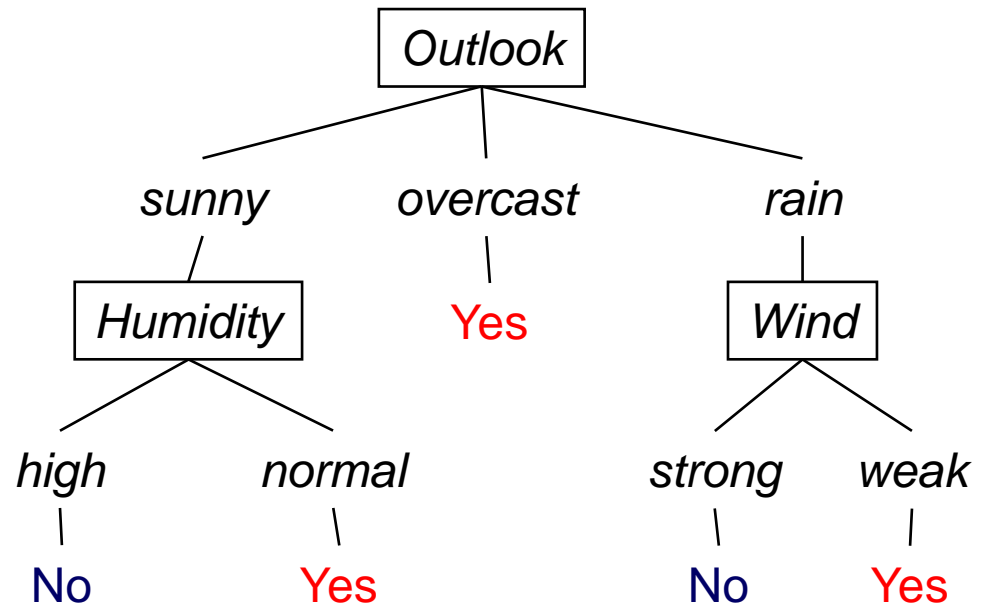 Outlook
sunny overcast rain
Humidity Yes Wind
high normal strong weak
No Yes No Yes